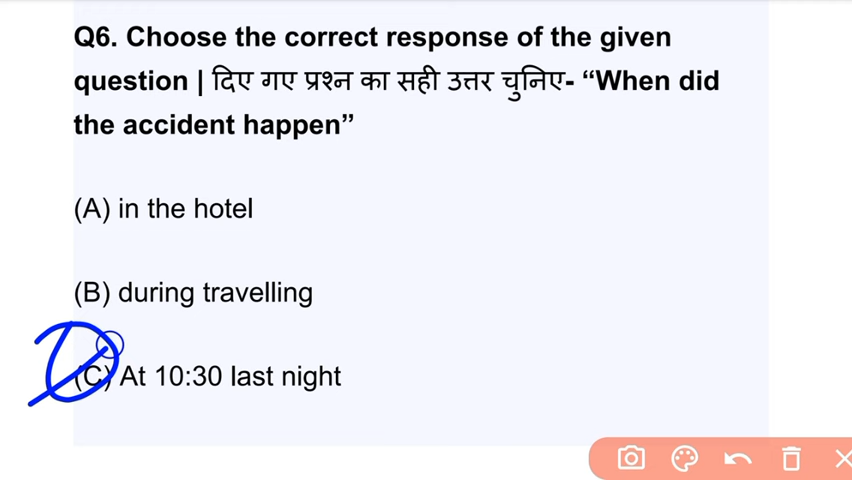 Q6. Choose the correct response of the given
question | दिए गए प्रश्न का सही उत्तर चुनिए- “When did
the accident happen”
(A) in the hotel
(B) during travelling
(C) At 10:30 last night